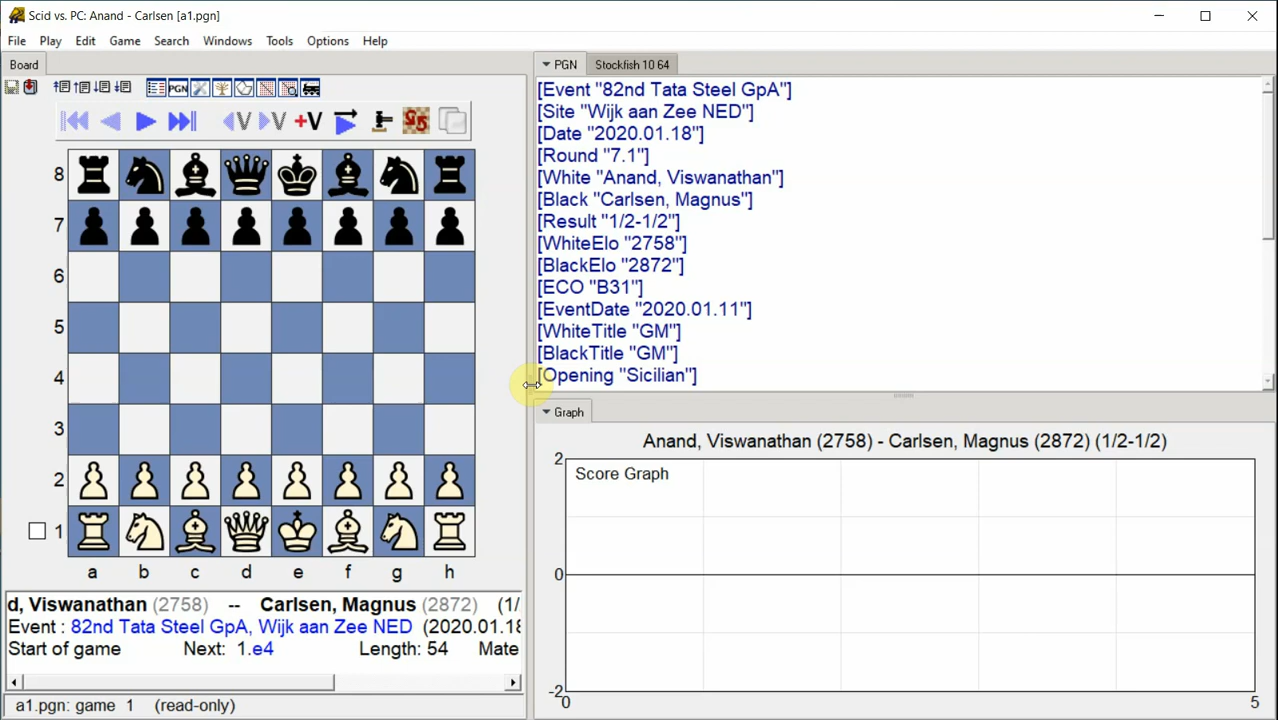 Scid vs. PC: Anand - Carlsen [a1.pgn]
File Play Edit Game Search Windows Tools Options Help
Board
PGN
V V +V
8
7
6
5
4
3
2
1
a b c d e f g h
d, Viswanathan (2758) -- Carlsen, Magnus (2872) (1/
Event : 82nd Tata Steel GpA, Wijk aan Zee NED (2020.01.18
Start of game Next: 1.e4 Length: 54 Mate
a1.pgn: game 1 (read-only)
PGN Stockfish 10 64
[Event "82nd Tata Steel GpA"]
[Site "Wijk aan Zee NED"]
[Date "2020.01.18"]
[Round "7.1"]
[White "Anand, Viswanathan"]
[Black "Carlsen, Magnus"]
[Result "1/2-1/2"]
[WhiteElo "2758"]
[BlackElo "2872"]
[ECO "B31"]
[EventDate "2020.01.11"]
[WhiteTitle "GM"]
[BlackTitle "GM"]
[Opening "Sicilian"]
Graph
Anand, Viswanathan (2758) - Carlsen, Magnus (2872) (1/2-1/2)
2
Score Graph
0
-2
0 5